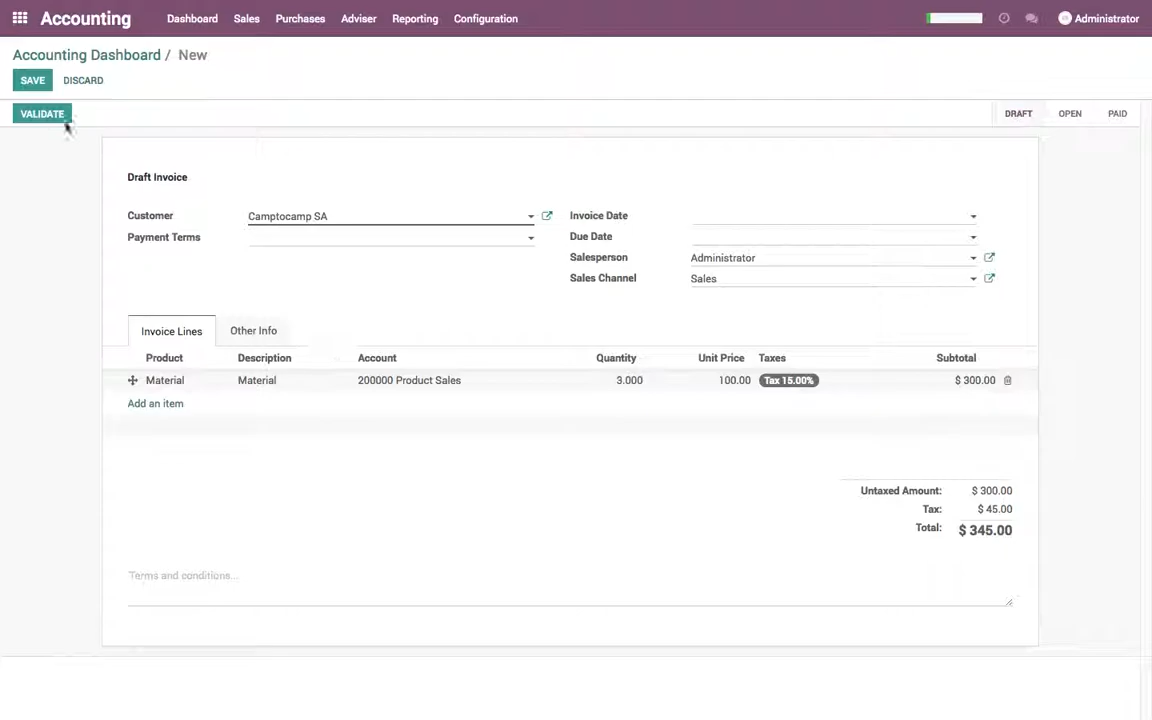 Accounting Dashboard Sales Purchases Adviser Reporting Configuration Administrator
Accounting Dashboard / New
SAVE DISCARD
VALIDATE DRAFT OPEN PAID
Draft Invoice
Customer Camptocamp SA Invoice Date
Payment Terms Due Date
Salesperson Administrator
Sales Channel Sales
Invoice Lines Other Info
Product Description Account Quantity Unit Price Taxes Subtotal
Material Material 200000 Product Sales 3.000 100.00 Tax 15.00% $ 300.00
Add an item
Untaxed Amount: $ 300.00
Tax: $ 45.00
Total: $ 345.00
Terms and conditions...